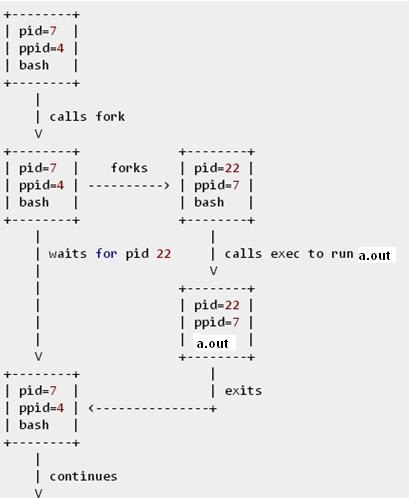 +--------+
| pid=7  |
| ppid=4 |
| bash   |
+--------+
    |
    | calls fork
    V
+--------+             +--------+
| pid=7  |    forks    | pid=22 |
| ppid=4 | ----------> | ppid=7 |
| bash   |             | bash   |
+--------+             +--------+
    |                      |
    | waits for pid 22     | calls exec to run a.out
    |                      V
    |                  +--------+
    |                  | pid=22 |
    |                  | ppid=7 |
    |                  | a.out
    V                  +--------+
+--------+                 |
| pid=7  |                 | exits
| ppid=4 | <---------------+
| bash   |
+--------+
    |
    | continues
    V